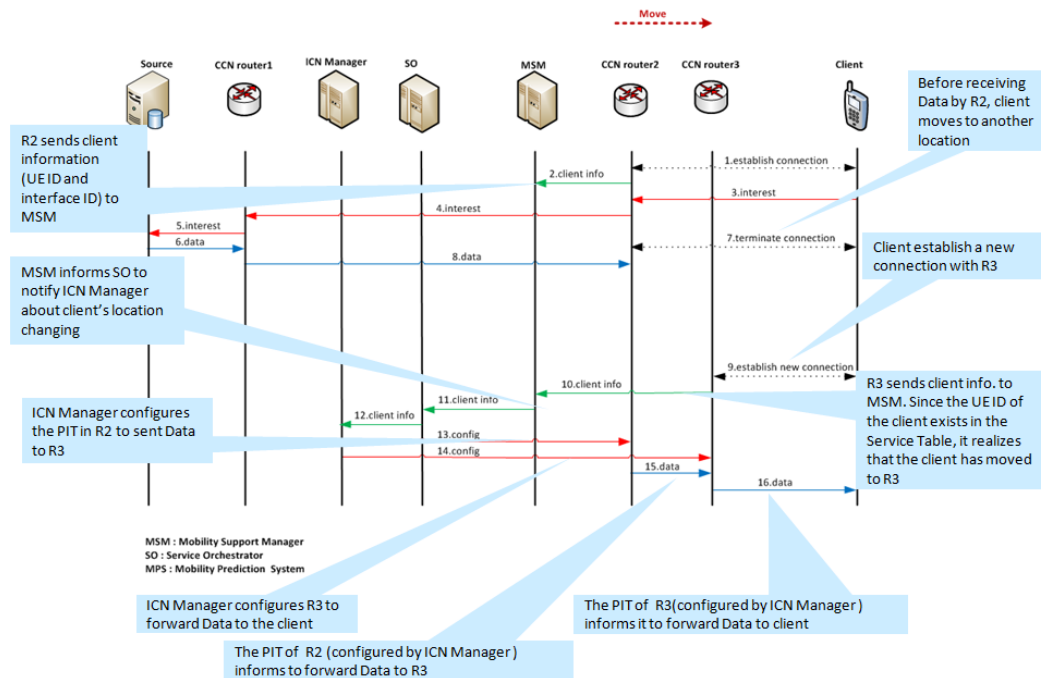 Move
Source
CCN router1
ICN Manager
SO
MSM
CCN router2
CCN router3
Client
Before receiving
Data by R2, client
moves to another
location
R2 sends client
information
(UE ID and
interface ID) to
MSM
1.establish connection
2.client info
3.interest
4.interest
5.interest
6.data
7.terminate connection
8.data
Client establish a new
connection with R3
MSM informs SO to
notify ICN Manager
about client's location
changing
9.establish new connection
10.client info
11.client info
12.client info
R3 sends client info. to
MSM. Since the UE ID of
the client exists in the
Service Table, it realizes
that the client has moved
to R3
ICN Manager configures
the PIT in R2 to sent Data
to R3
13.config
14.config
15.data
16.data
MSM : Mobility Support Manager
SO : Service Orchestrator
MPS : Mobility Prediction System
ICN Manager configures R3 to
forward Data to the client
The PIT of R3(configured by ICN Manager )
informs it to forward Data to client
The PIT of R2 (configured by ICN Manager )
informs to forward Data to R3